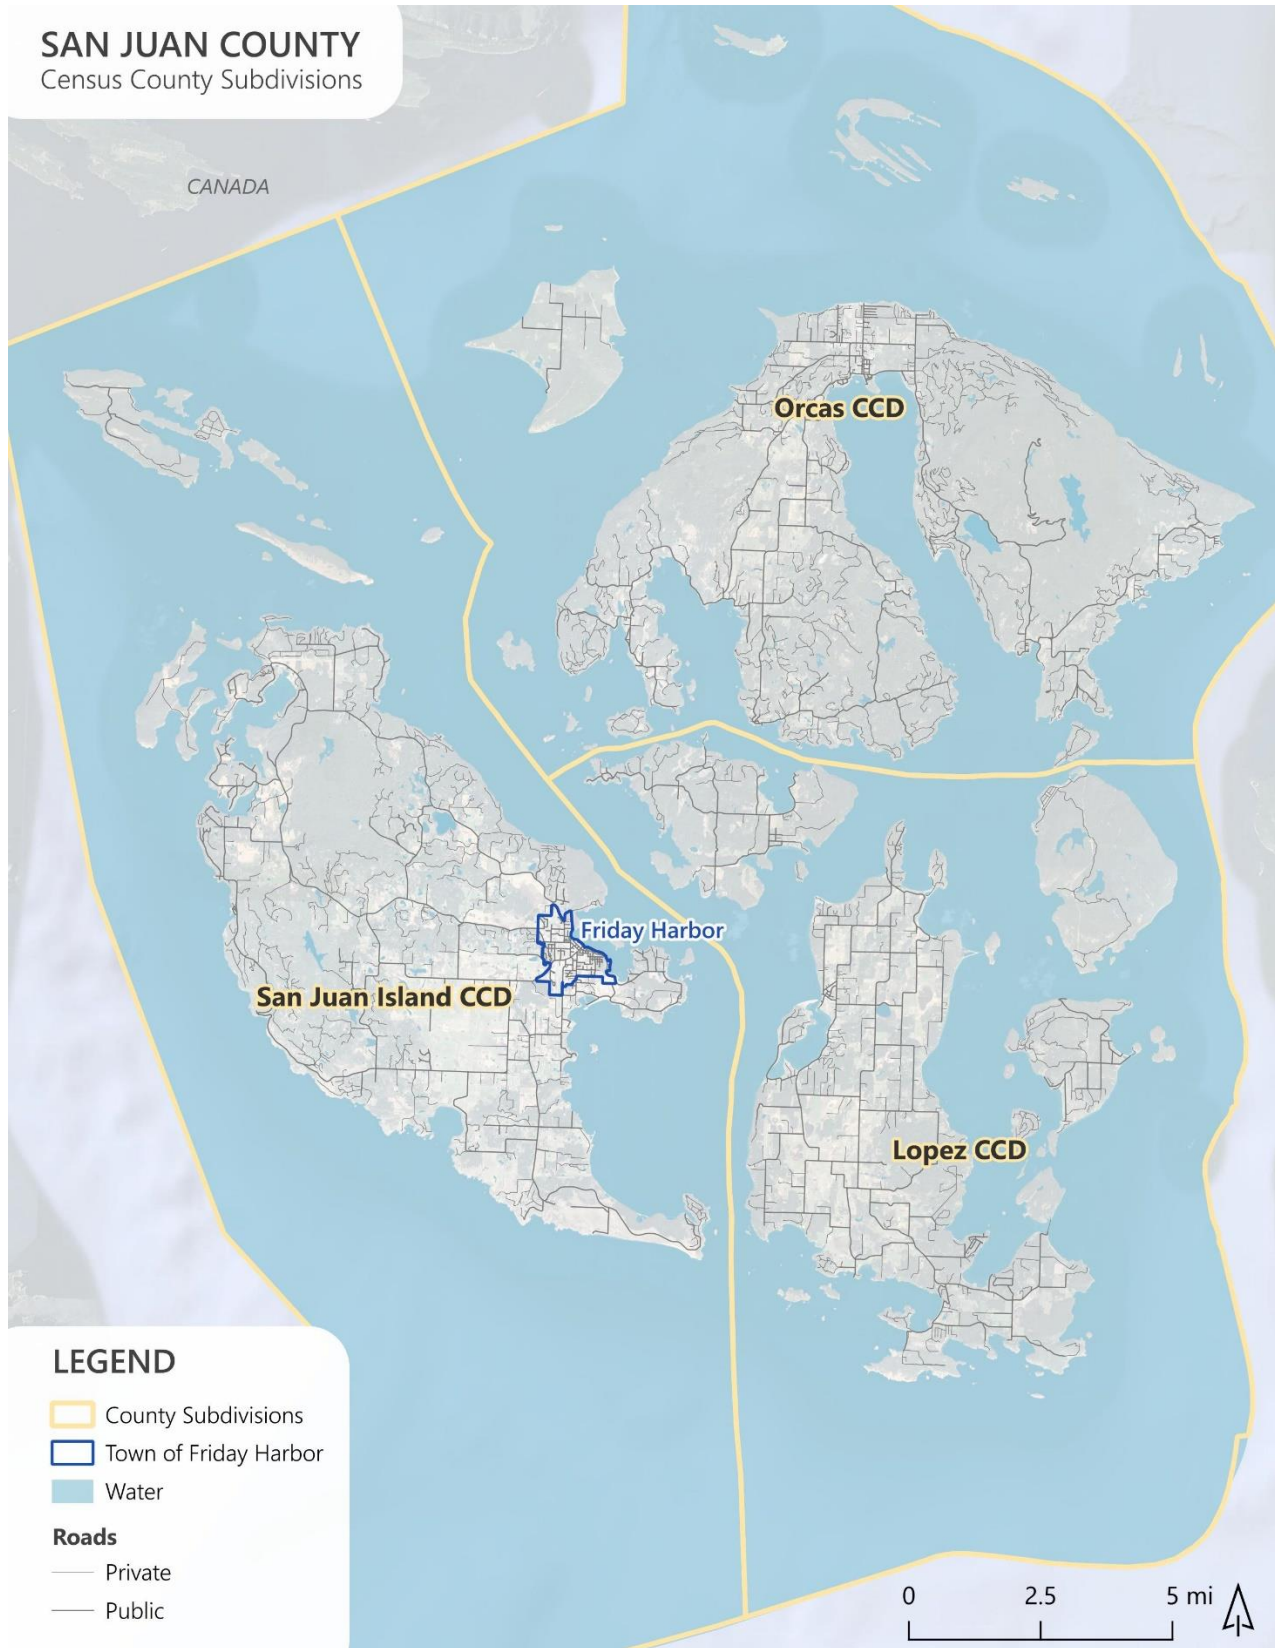 SAN JUAN COUNTY
Census County Subdivisions
CANADA
Orcas CCD
Friday Harbor
San Juan Island CCD
Lopez CCD
LEGEND
County Subdivisions
Town of Friday Harbor
Water
Roads
Private
Public
0 2.5 5 mi